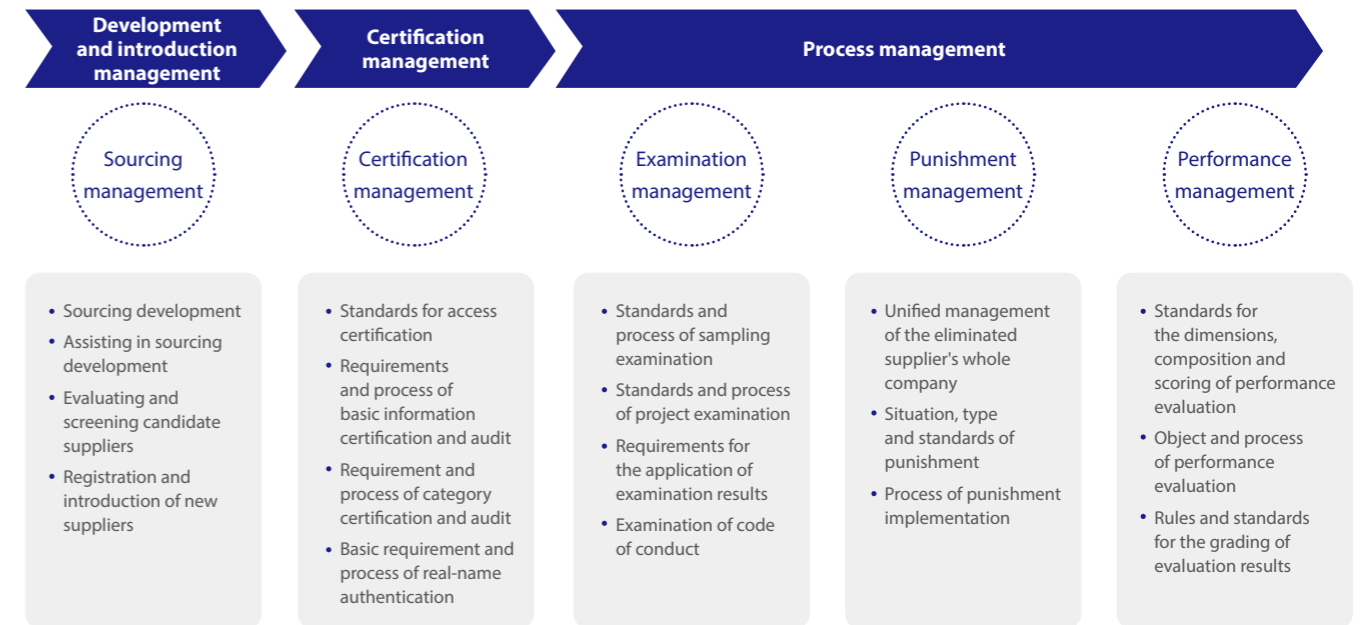 Development
and introduction
management
Certification
management
Process management
Sourcing
management
Certification
management
Examination
management
Punishment
management
Performance
management
• Sourcing development
• Assisting in sourcing
development
• Evaluating and
screening candidate
suppliers
• Registration and
introduction of new
suppliers
• Standards for access
certification
• Requirements
and process of
basic information
certification and audit
• Requirement and
process of category
certification and audit
• Basic requirement and
process of real-name
authentication
• Standards and
process of sampling
examination
• Standards and process
of project examination
• Requirements for
the application of
examination results
• Examination of code
of conduct
• Unified management
of the eliminated
supplier's whole
company
• Situation, type
and standards of
punishment
• Process of punishment
implementation
• Standards for
the dimensions,
composition and
scoring of performance
evaluation
• Object and process
of performance
evaluation
• Rules and standards
for the grading of
evaluation results